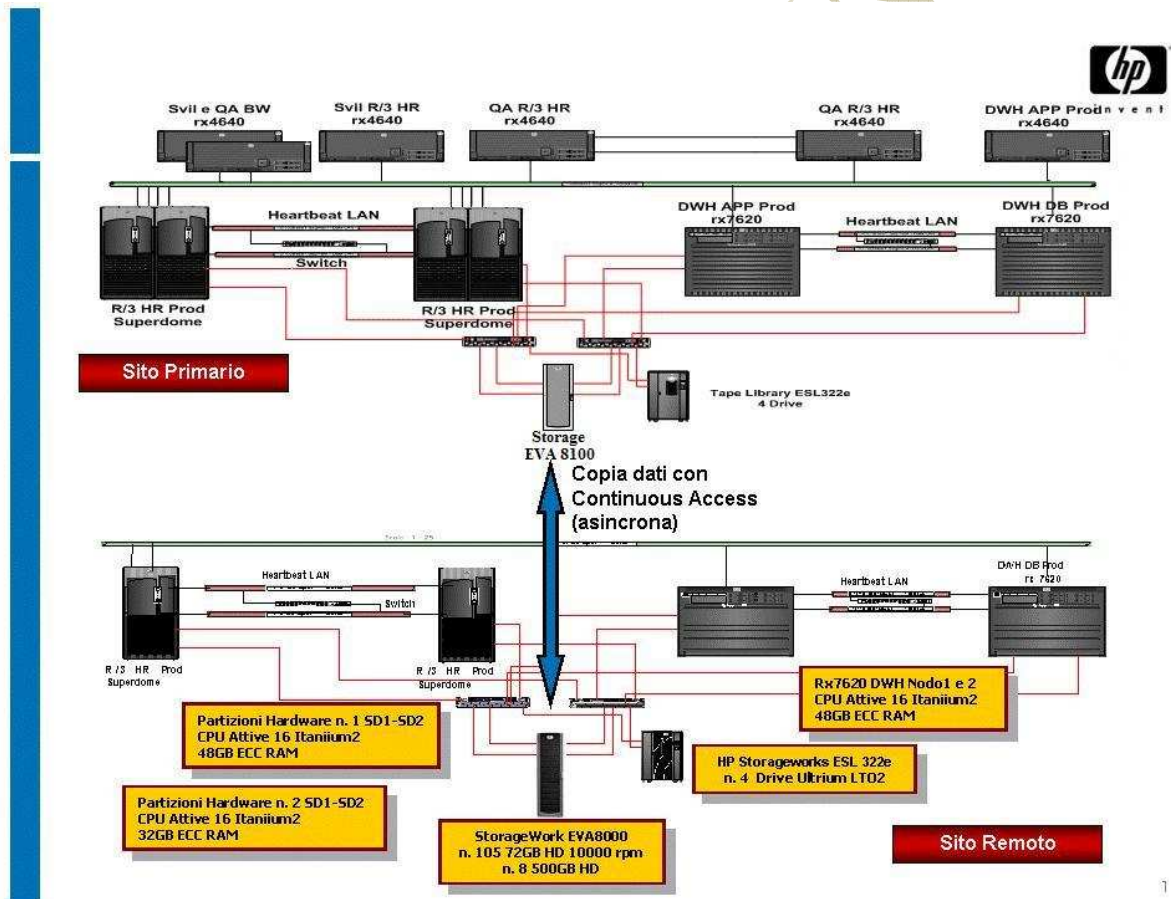 hp
invent
Svil e QA BW
rx4640
Svil R/3 HR
rx4640
QA R/3 HR
rx4640
QA R/3 HR
rx4640
DWH APP Prod
rx4640
Heartbeat LAN
Switch
R/3 HR Prod
Superdome
R/3 HR Prod
Superdome
DWH APP Prod
rx7620
Heartbeat LAN
DWH DB Prod
rx7620
Sito Primario
Tape Library ESL322e
4 Drive
Storage
EVA 8100
Copia dati con
Continuous Access
(asincrona)
Heartbeat LAN
Switch
R /3 HR Prod
Superdome
R /3 HR Prod
Superdome
Heartbeat LAN
DWH DB Prod
rx 7620
Partizioni Hardware n. 1 SD1-SD2
CPU Attive 16 Itaniium2
48GB ECC RAM
Rx7620 DWH Nodo1 e 2
CPU Attive 16 Itaniium2
48GB ECC RAM
HP Storageworks ESL 322e
n. 4 Drive Ultrium LTO2
Partizioni Hardware n. 2 SD1-SD2
CPU Attive 16 Itaniium2
32GB ECC RAM
StorageWork EVA8000
n. 105 72GB HD 10000 rpm
n. 8 500GB HD
Sito Remoto
1